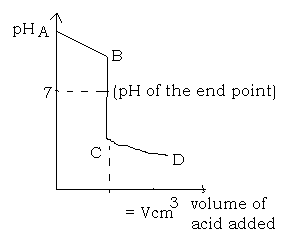 pH A
B
7 (pH of the end point)
C
D
= Vcm3 volume of
acid added